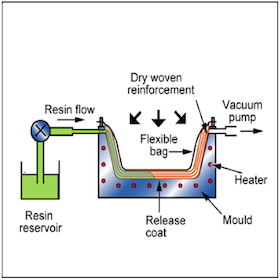 Dry woven
reinforcement
Resin flow
Vacuum
pump
Flexible
bag
Heater
Resin
reservoir
Release
coat
Mould